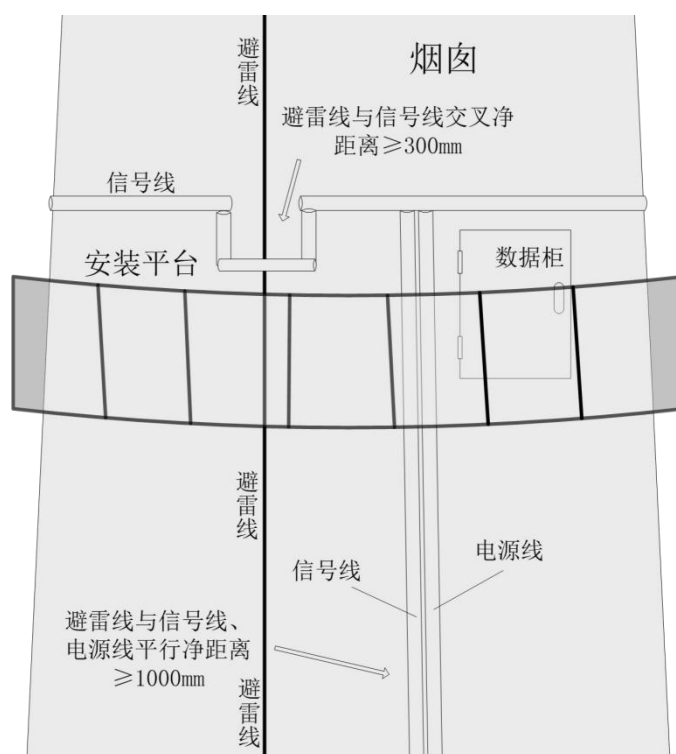 避雷线
烟囱
避雷线与信号线交叉净
距离≥300mm
信号线
安装平台
数据柜
避雷线
信号线
电源线
避雷线与信号线、
电源线平行净距离
≥1000mm
避雷线